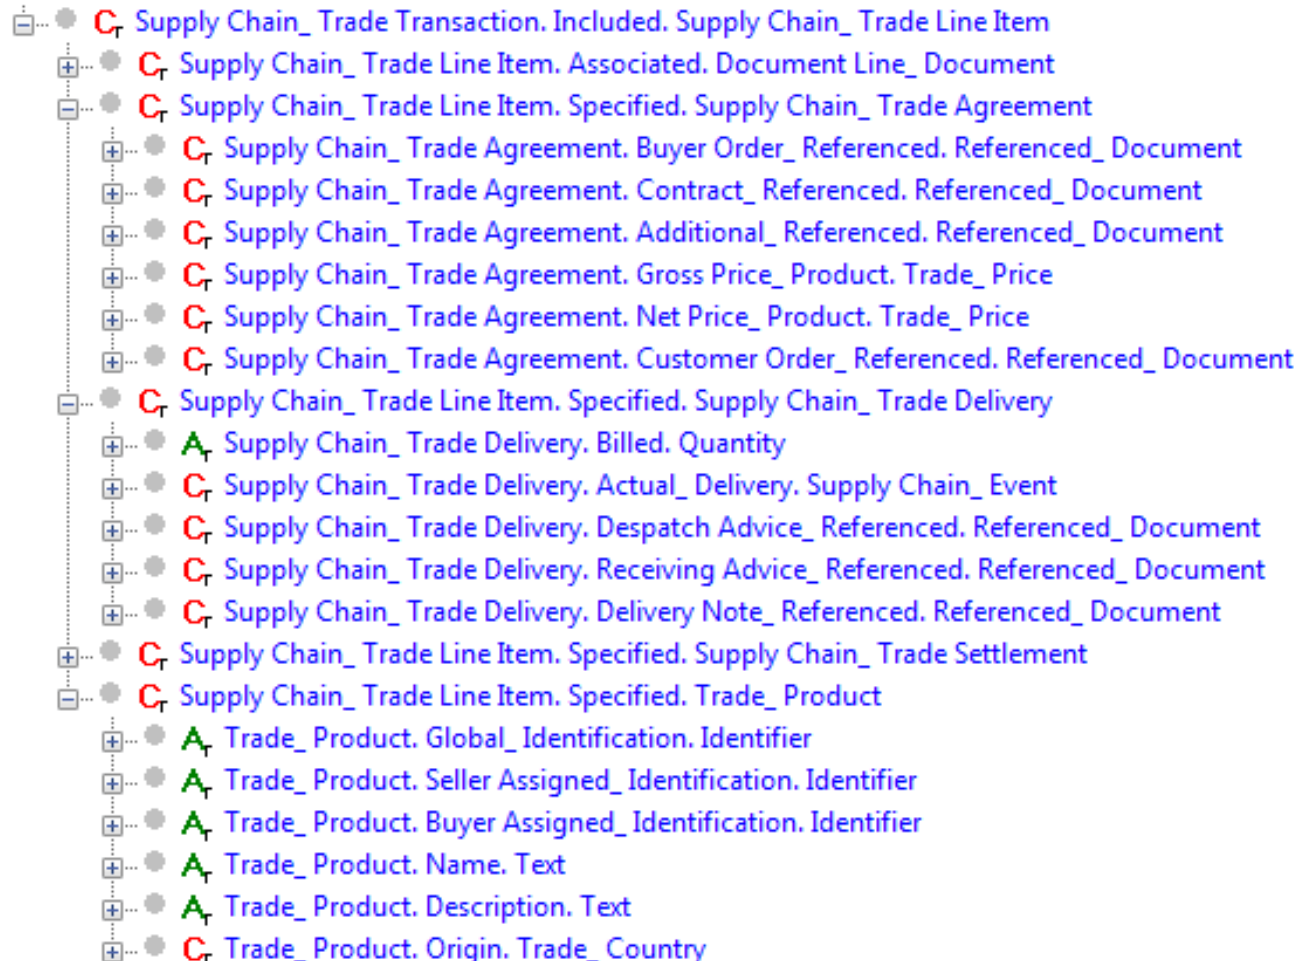 Supply Chain_ Trade Transaction. Included. Supply Chain_ Trade Line Item
Supply Chain_ Trade Line Item. Associated. Document Line_ Document
Supply Chain_ Trade Line Item. Specified. Supply Chain_ Trade Agreement
Supply Chain_ Trade Agreement. Buyer Order_ Referenced. Referenced_ Document
Supply Chain_ Trade Agreement. Contract_ Referenced. Referenced_ Document
Supply Chain_ Trade Agreement. Additional_ Referenced. Referenced_ Document
Supply Chain_ Trade Agreement. Gross Price_ Product. Trade_ Price
Supply Chain_ Trade Agreement. Net Price_ Product. Trade_ Price
Supply Chain_ Trade Agreement. Customer Order_ Referenced. Referenced_ Document
Supply Chain_ Trade Line Item. Specified. Supply Chain_ Trade Delivery
Supply Chain_ Trade Delivery. Billed. Quantity
Supply Chain_ Trade Delivery. Actual_ Delivery. Supply Chain_ Event
Supply Chain_ Trade Delivery. Despatch Advice_ Referenced. Referenced_ Document
Supply Chain_ Trade Delivery. Receiving Advice_ Referenced. Referenced_ Document
Supply Chain_ Trade Delivery. Delivery Note_ Referenced. Referenced_ Document
Supply Chain_ Trade Line Item. Specified. Supply Chain_ Trade Settlement
Supply Chain_ Trade Line Item. Specified. Trade_ Product
Trade_ Product. Global_ Identification. Identifier
Trade_ Product. Seller Assigned_ Identification. Identifier
Trade_ Product. Buyer Assigned_ Identification. Identifier
Trade_ Product. Name. Text
Trade_ Product. Description. Text
Trade_ Product. Origin. Trade_ Country